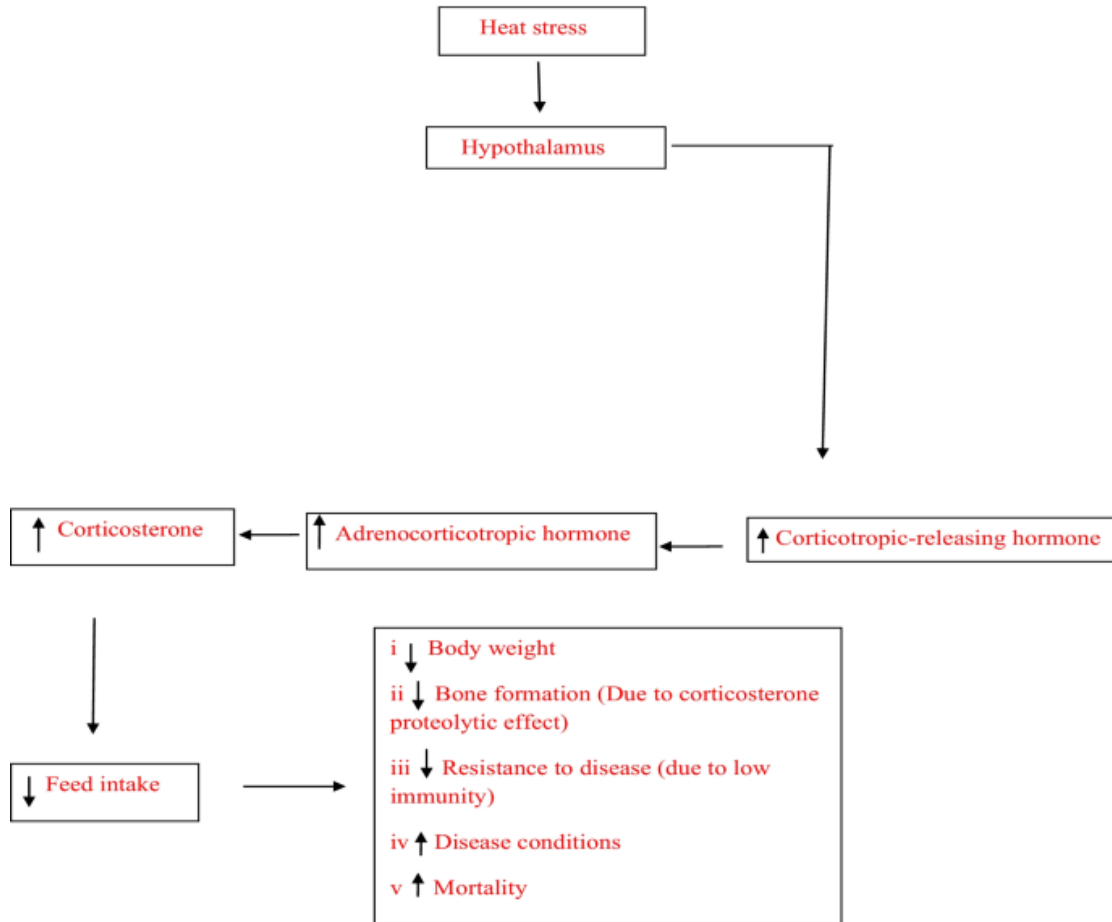 Heat stress
Hypothalamus
↑ Corticosterone
↑ Adrenocorticotropic hormone
↑ Corticotropic-releasing hormone
i ↓ Body weight
ii ↓ Bone formation (Due to corticosterone
proteolytic effect)
iii ↓ Resistance to disease (due to low
immunity)
iv ↑ Disease conditions
v ↑ Mortality
↓ Feed intake